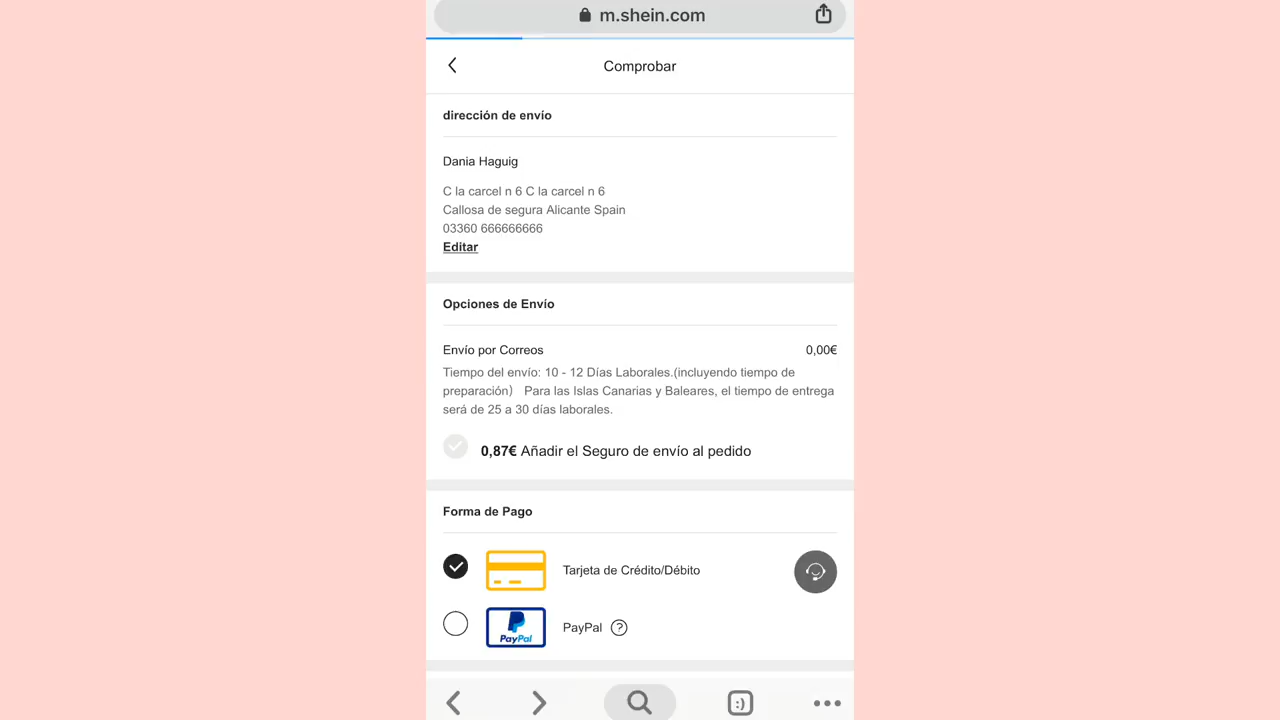 m.shein.com
Comprobar
dirección de envío
Dania Haguig
C la carcel n 6 C la carcel n 6
Callosa de segura Alicante Spain
03360 666666666
Editar
Opciones de Envío
Envío por Correos 0,00€
Tiempo del envío: 10 - 12 Días Laborales.(incluyendo tiempo de
preparación） Para las Islas Canarias y Baleares, el tiempo de entrega
será de 25 a 30 días laborales.
0,87€ Añadir el Seguro de envío al pedido
Forma de Pago
Tarjeta de Crédito/Débito
PayPal PayPal ?
:)